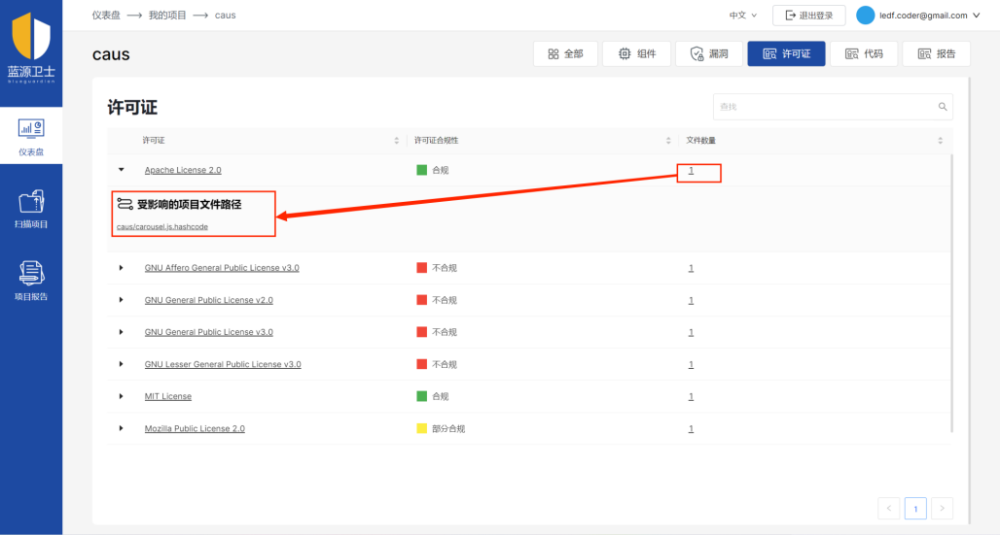 仪表盘 → 我的项目 → caus
中文
退出登录
ledf.coder@gmail.com
蓝源卫士
blueguardian
仪表盘
扫描项目
项目报告
caus
全部
组件
漏洞
许可证
代码
报告
许可证
查找
许可证 许可证合规性 文件数量
Apache License 2.0 合规 1
受影响的项目文件路径
caus/carousel.js.hashcode
GNU Affero General Public License v3.0 不合规 1
GNU General Public License v2.0 不合规 1
GNU General Public License v3.0 不合规 1
GNU Lesser General Public License v3.0 不合规 1
MIT License 合规 1
Mozilla Public License 2.0 部分合规 1
< 1 >